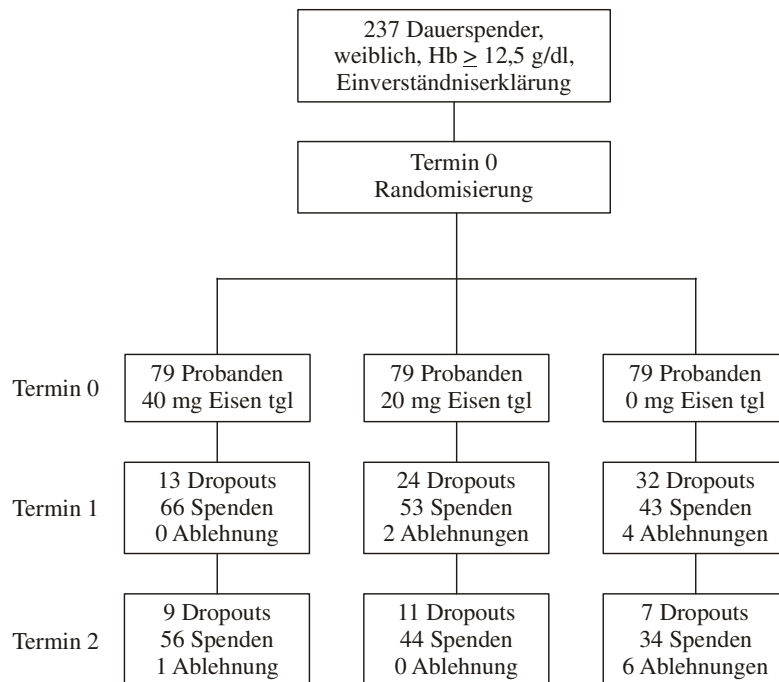 237 Dauerspender,
weiblich, Hb ≥ 12,5 g/dl,
Einverständniserklärung
Termin 0
Randomisierung
Termin 0
79 Probanden
40 mg Eisen tgl
79 Probanden
20 mg Eisen tgl
79 Probanden
0 mg Eisen tgl
Termin 1
13 Dropouts
66 Spenden
0 Ablehnung
24 Dropouts
53 Spenden
2 Ablehnungen
32 Dropouts
43 Spenden
4 Ablehnungen
Termin 2
9 Dropouts
56 Spenden
1 Ablehnung
11 Dropouts
44 Spenden
0 Ablehnung
7 Dropouts
34 Spenden
6 Ablehnungen